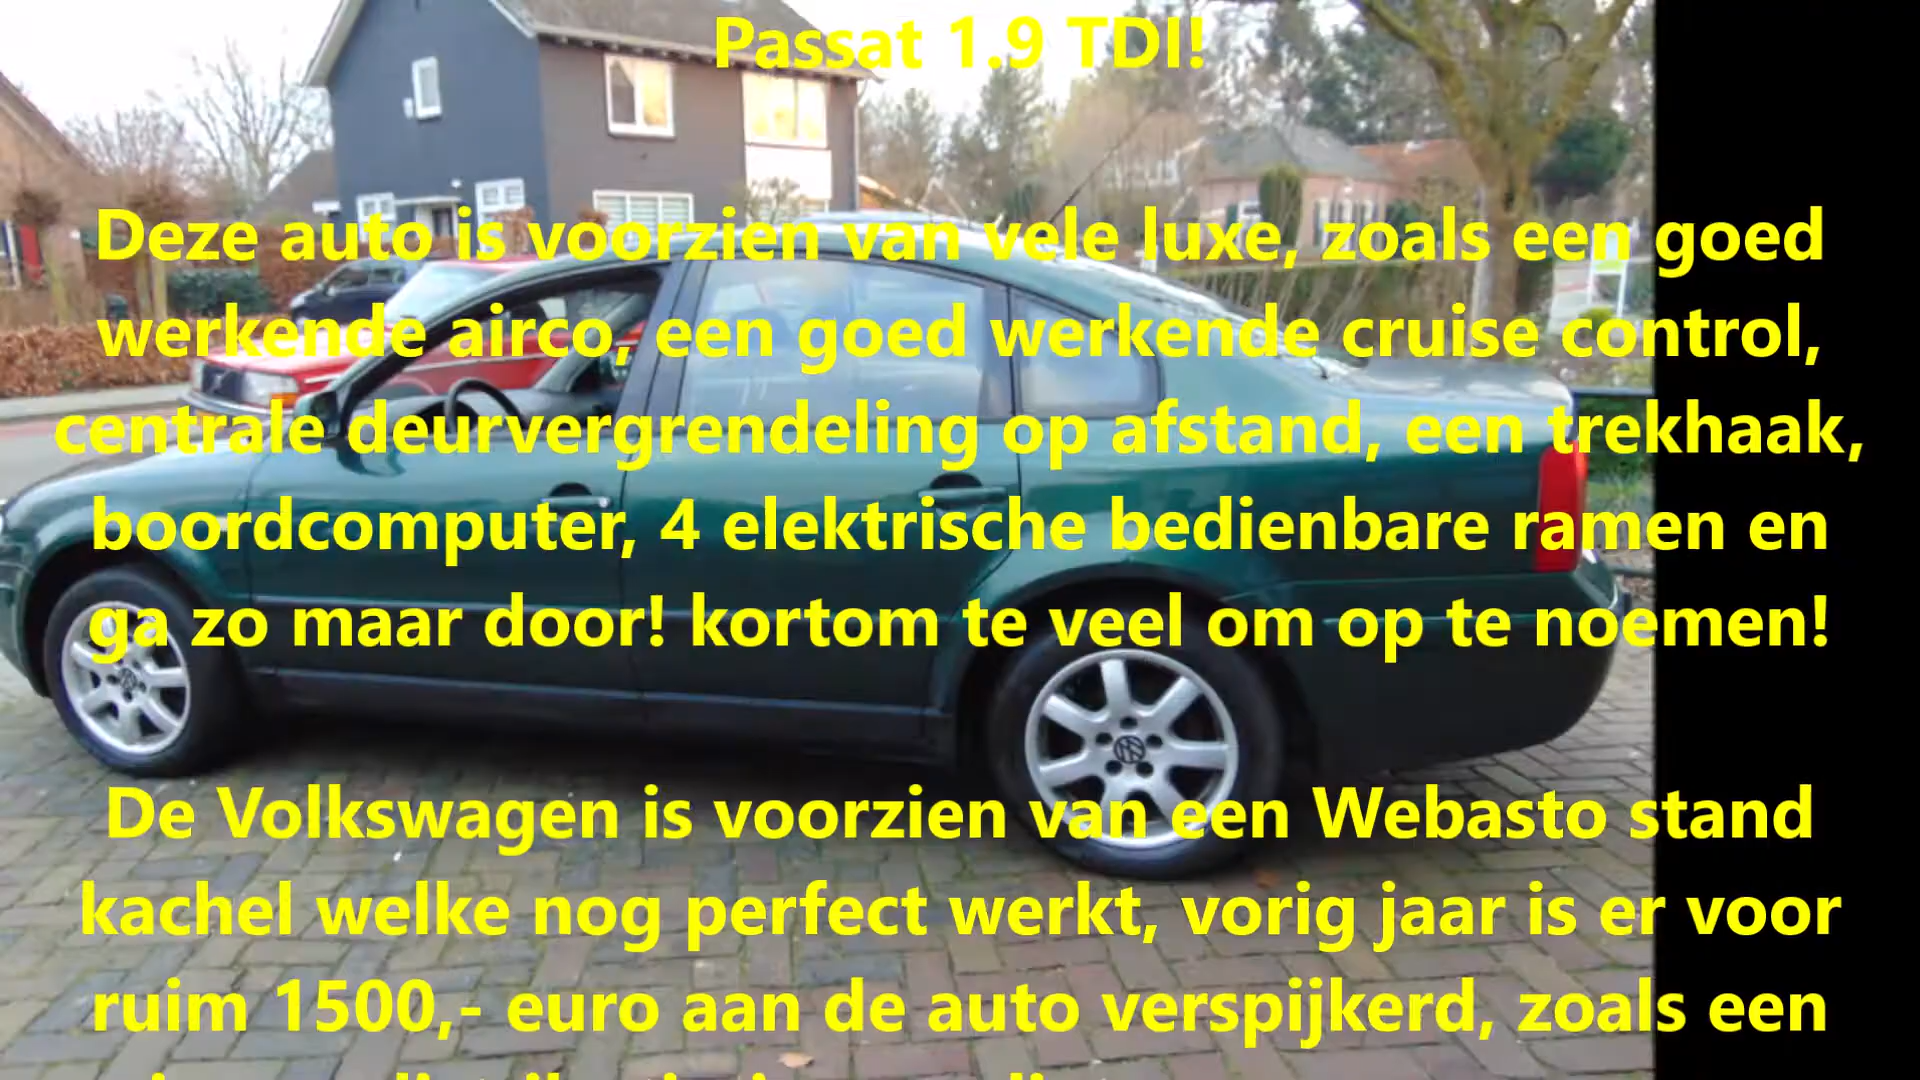 Passat 1.9 TDI!
Deze auto is voorzien van vele luxe, zoals een goed
werkende airco, een goed werkende cruise control,
centrale deurvergrendeling op afstand, een trekhaak,
boordcomputer, 4 elektrische bedienbare ramen en
ga zo maar door! kortom te veel om op te noemen!
De Volkswagen is voorzien van een Webasto stand
kachel welke nog perfect werkt, vorig jaar is er voor
ruim 1500,- euro aan de auto verspijkerd, zoals een